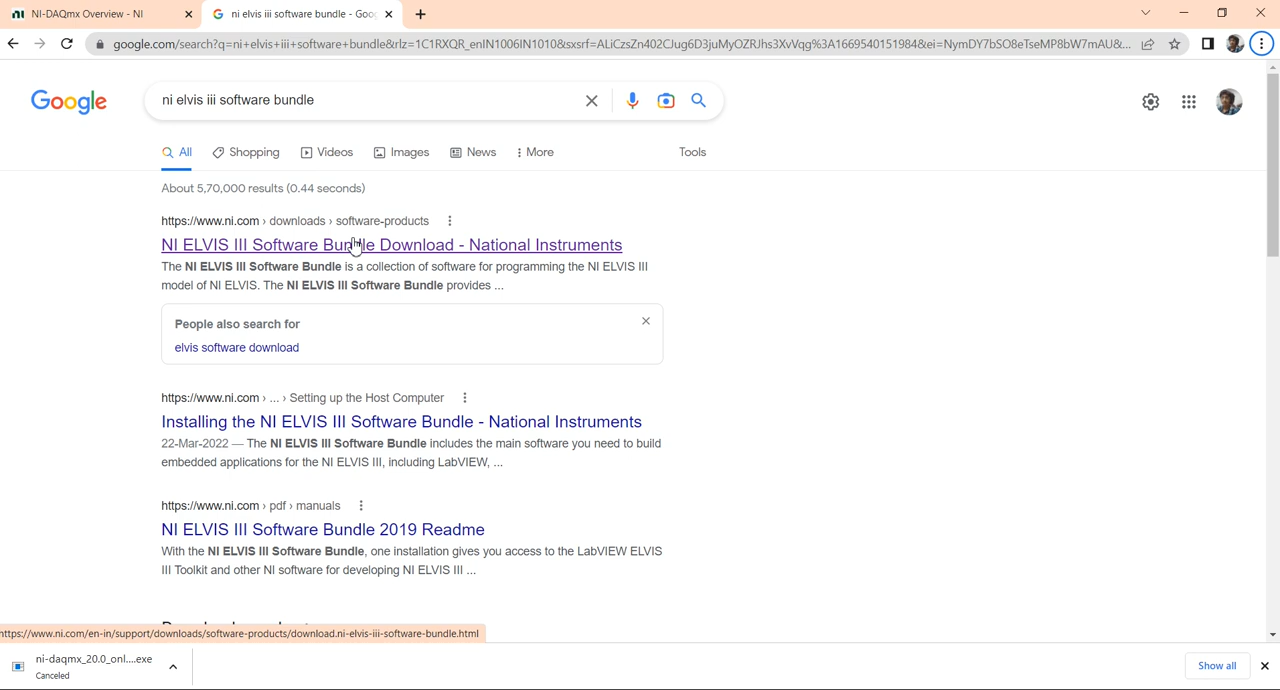 NI-DAQmx Overview - NI
ni elvis iii software bundle - Goog
google.com/search?q=ni+elvis+iii+software+bundle&rlz=1C1RXQR_enIN1006IN1010&sxsrf=ALiCzsZn402CJug6D3juMyOZRJhs3XvVqg%3A1669540151984&ei=NymDY7bSO8eTseMP8bW7mAU&...
Google
ni elvis iii software bundle
All Shopping Videos Images News More Tools
About 5,70,000 results (0.44 seconds)
https://www.ni.com › downloads › software-products
NI ELVIS III Software Bundle Download - National Instruments
The NI ELVIS III Software Bundle is a collection of software for programming the NI ELVIS III
model of NI ELVIS. The NI ELVIS III Software Bundle provides ...
People also search for
elvis software download
https://www.ni.com › ... › Setting up the Host Computer
Installing the NI ELVIS III Software Bundle - National Instruments
22-Mar-2022 — The NI ELVIS III Software Bundle includes the main software you need to build
embedded applications for the NI ELVIS III, including LabVIEW, ...
https://www.ni.com › pdf › manuals
NI ELVIS III Software Bundle 2019 Readme
With the NI ELVIS III Software Bundle, one installation gives you access to the LabVIEW ELVIS
III Toolkit and other NI software for developing NI ELVIS III ...
https://www.ni.com/en-in/support/downloads/software-products/download.ni-elvis-iii-software-bundle.html
ni-daqmx_20.0_onl....exe
Canceled
Show all